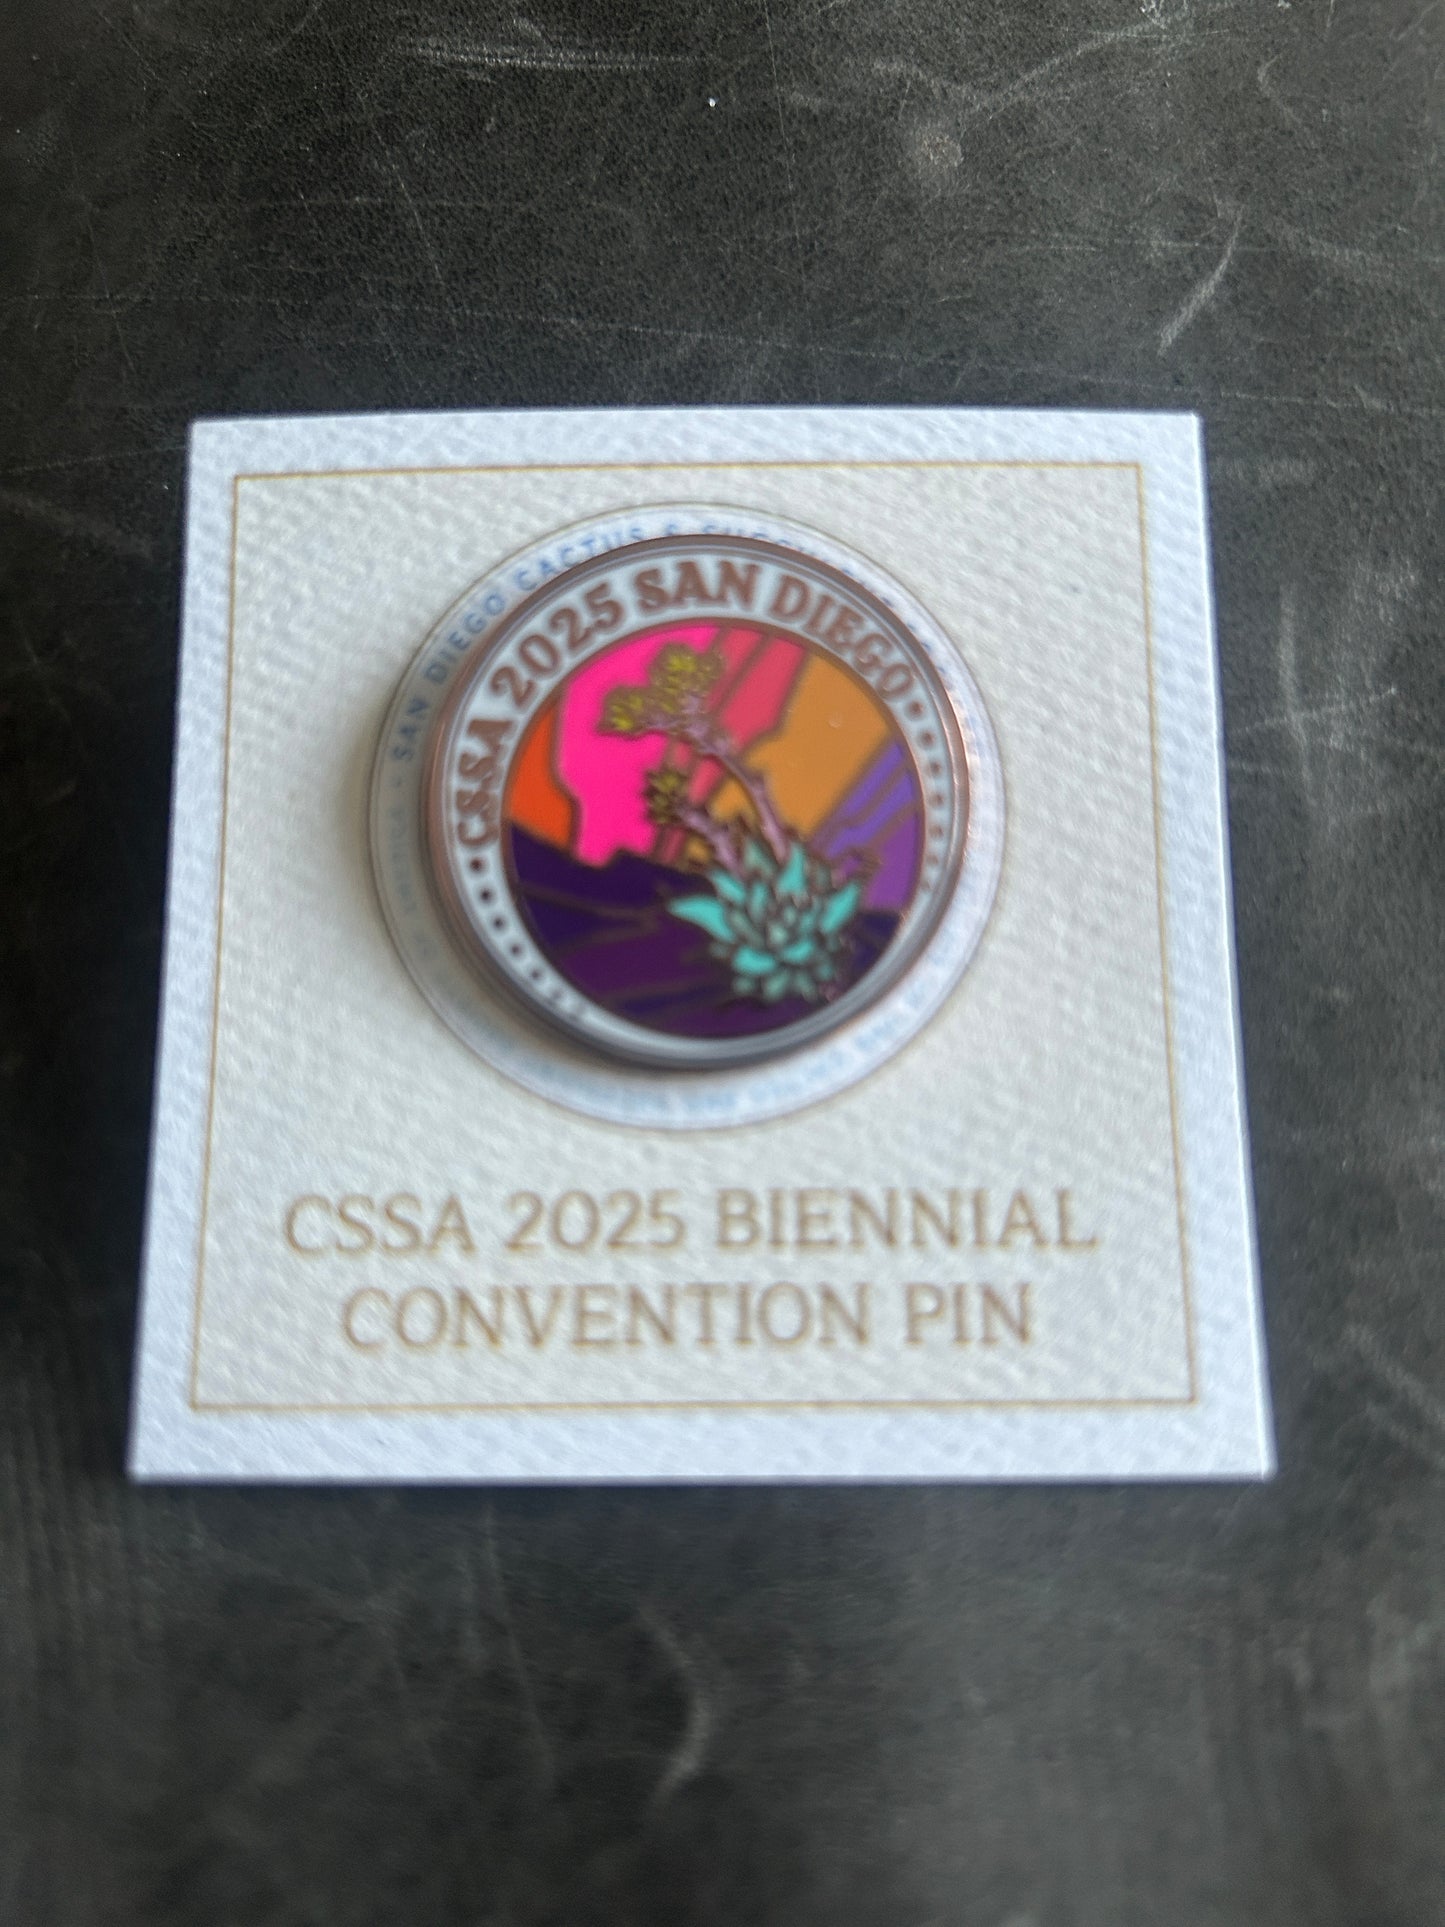 SAN DIEGO CACTUS &
CSSA 2025 SAN DIEGO
CSSA 2025 BIENNIAL
CONVENTION PIN